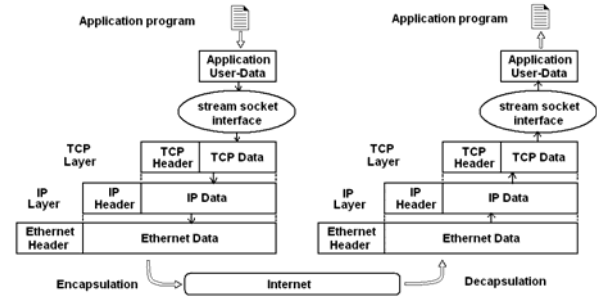 Application program
Application
User-Data
stream socket
interface
TCP
Layer
TCP
Header
TCP Data
IP
Layer
IP
Header
IP Data
Ethernet
Header
Ethernet Data
Encapsulation
Internet
Application program
Application
User-Data
stream socket
interface
TCP
Layer
TCP
Header
TCP Data
IP
Layer
IP
Header
IP Data
Ethernet
Header
Ethernet Data
Decapsulation